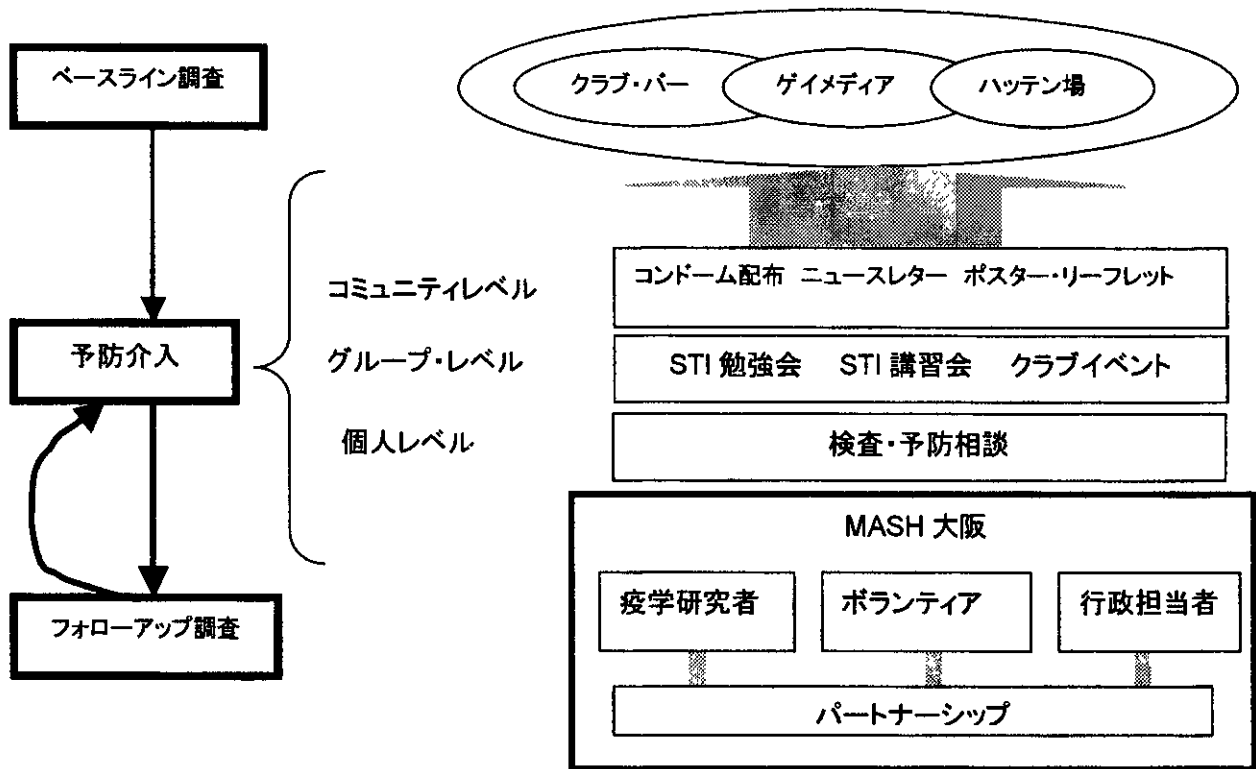 ベースライン調査
クラブ・バー ゲイメディア ハッテン場
コミュニティレベル
コンドーム配布 ニュースレター ポスター・リーフレット
予防介入
グループ・レベル
STI 勉強会 STI 講習会 クラブイベント
個人レベル
検査・予防相談
MASH 大阪
疫学研究者 ボランティア 行政担当者
フォローアップ調査
パートナーシップ